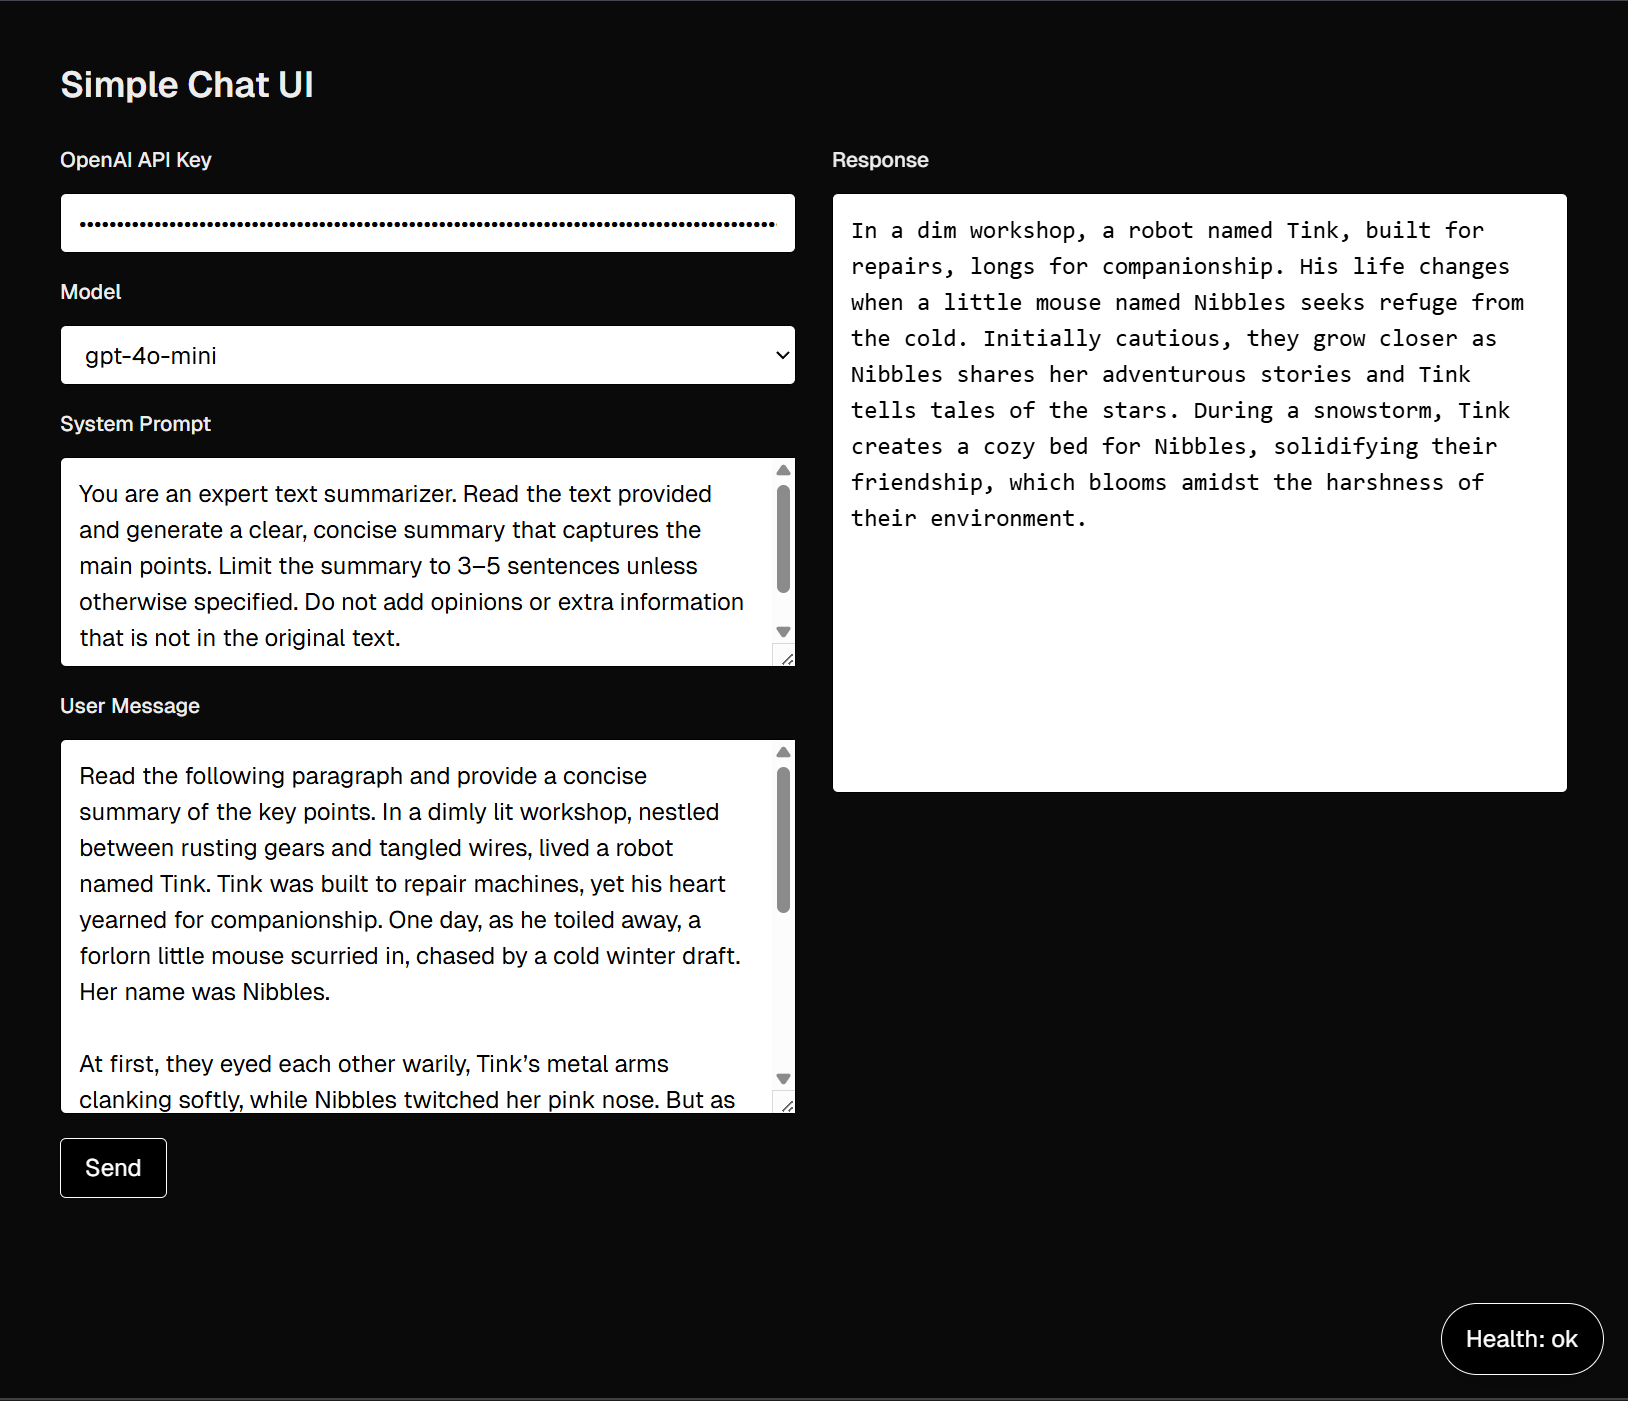 Simple Chat UI
OpenAI API Key
Model
gpt-4o-mini
System Prompt
You are an expert text summarizer. Read the text provided
and generate a clear, concise summary that captures the
main points. Limit the summary to 3–5 sentences unless
otherwise specified. Do not add opinions or extra information
that is not in the original text.
User Message
Read the following paragraph and provide a concise
summary of the key points. In a dimly lit workshop, nestled
between rusting gears and tangled wires, lived a robot
named Tink. Tink was built to repair machines, yet his heart
yearned for companionship. One day, as he toiled away, a
forlorn little mouse scurried in, chased by a cold winter draft.
Her name was Nibbles.
At first, they eyed each other warily, Tink’s metal arms
clanking softly, while Nibbles twitched her pink nose. But as
Send
Response
In a dim workshop, a robot named Tink, built for
repairs, longs for companionship. His life changes
when a little mouse named Nibbles seeks refuge from
the cold. Initially cautious, they grow closer as
Nibbles shares her adventurous stories and Tink
tells tales of the stars. During a snowstorm, Tink
creates a cozy bed for Nibbles, solidifying their
friendship, which blooms amidst the harshness of
their environment.
Health: ok